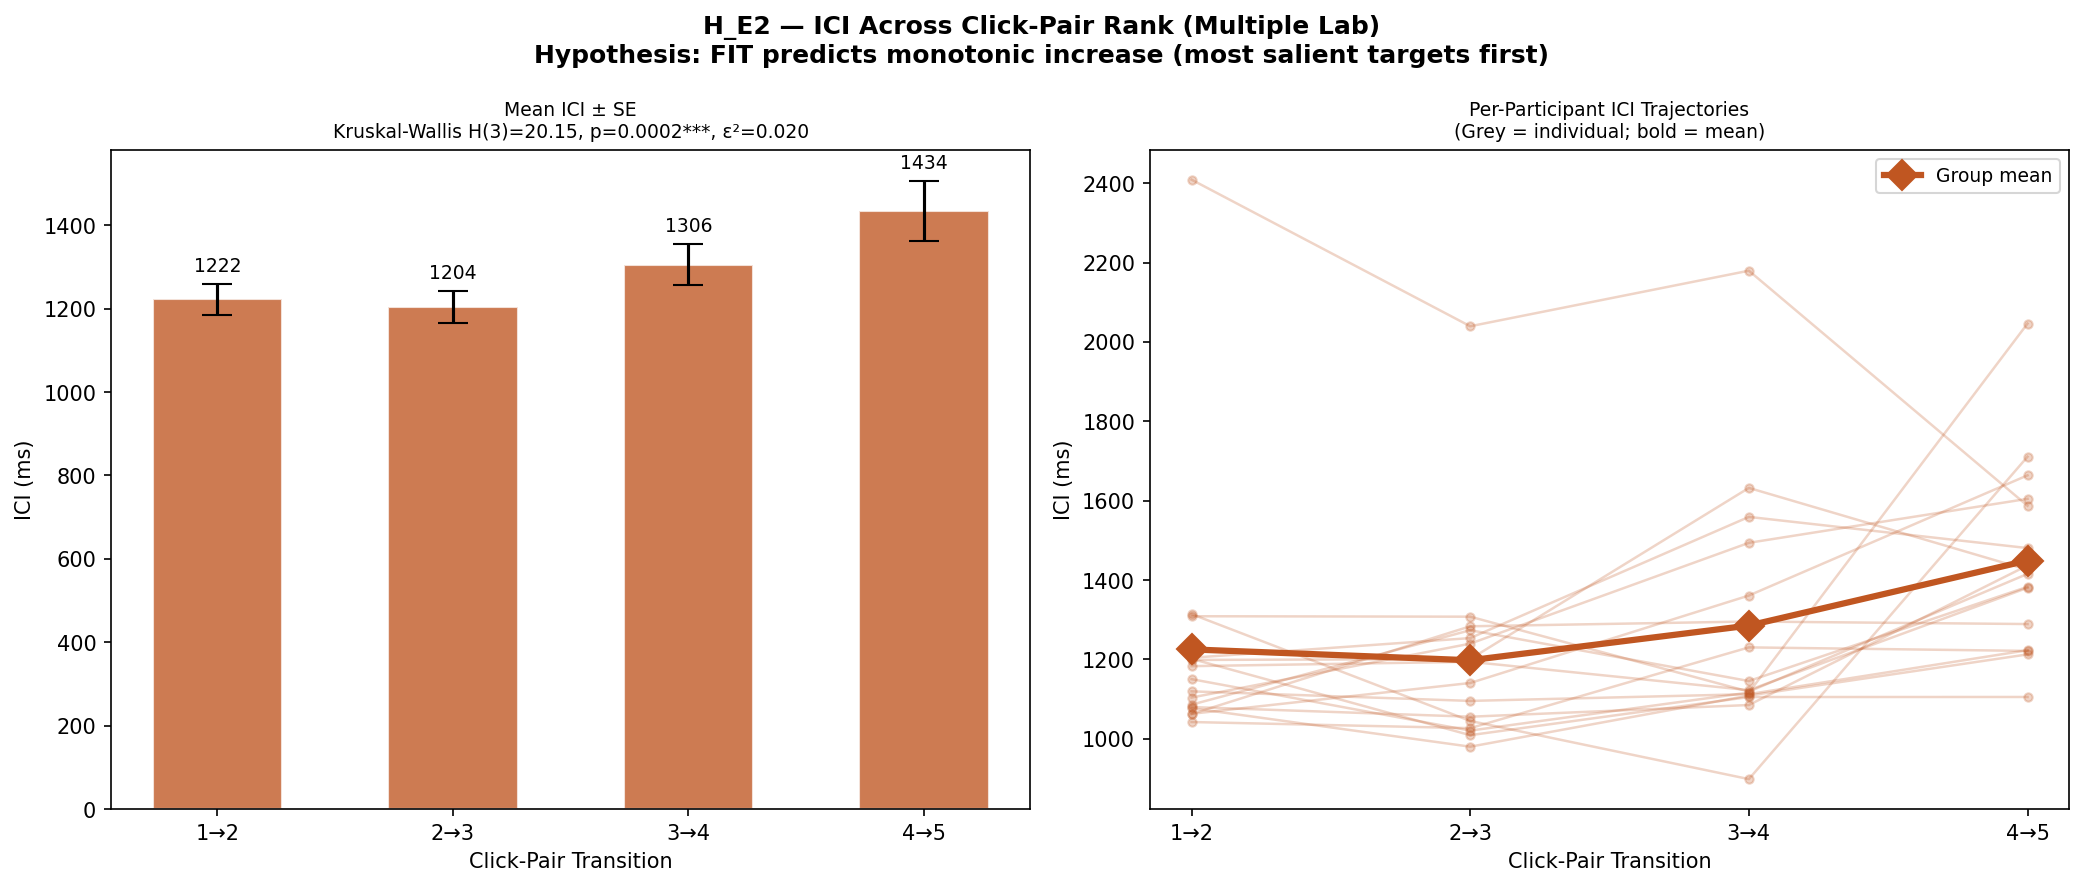 H_E2 — ICI Across Click-Pair Rank (Multiple Lab)
Hypothesis: FIT predicts monotonic increase (most salient targets first)
Mean ICI ± SE
Kruskal-Wallis H(3)=20.15, p=0.0002***, ε²=0.020
1434
1306
1222
1204
1400
1200
1000
800
600
400
200
0
ICI (ms)
1→2
2→3
3→4
4→5
Click-Pair Transition
Per-Participant ICI Trajectories
(Grey = individual; bold = mean)
Group mean
2400
2200
2000
1800
1600
1400
1200
1000
ICI (ms)
1→2
2→3
3→4
4→5
Click-Pair Transition